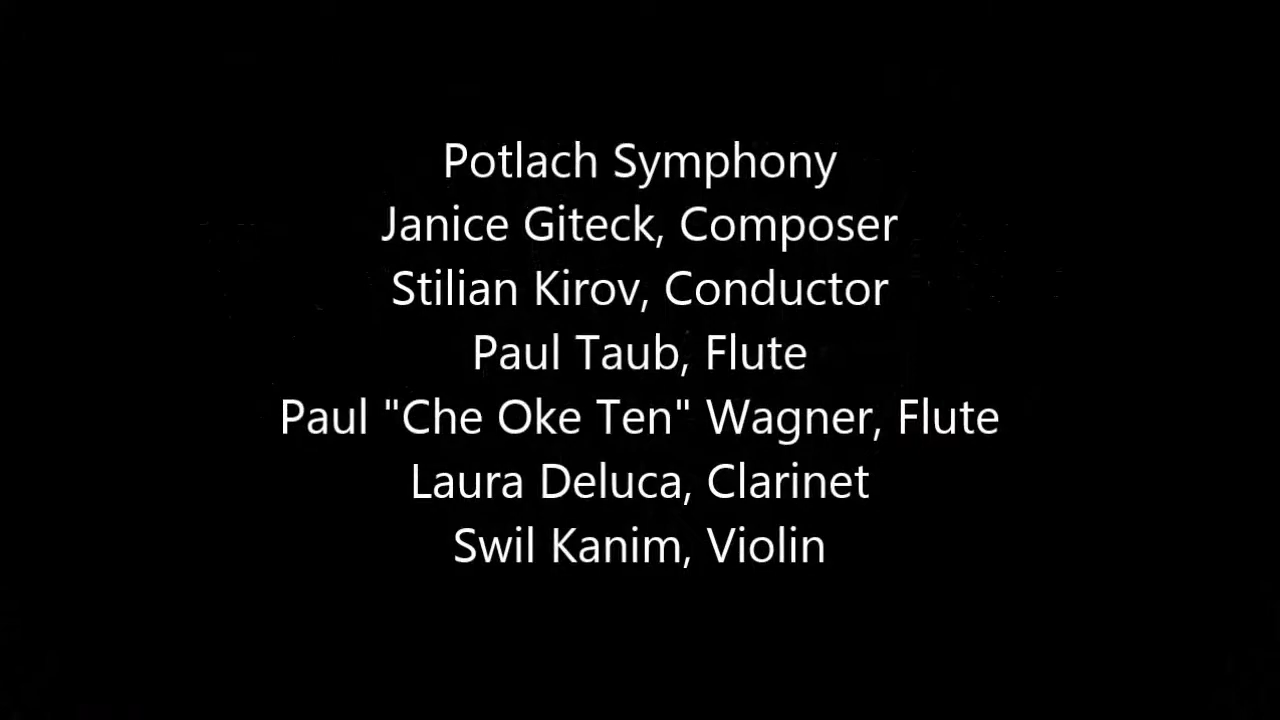 Potlach Symphony
Janice Giteck, Composer
Stilian Kirov, Conductor
Paul Taub, Flute
Paul "Che Oke Ten" Wagner, Flute
Laura Deluca, Clarinet
Swil Kanim, Violin